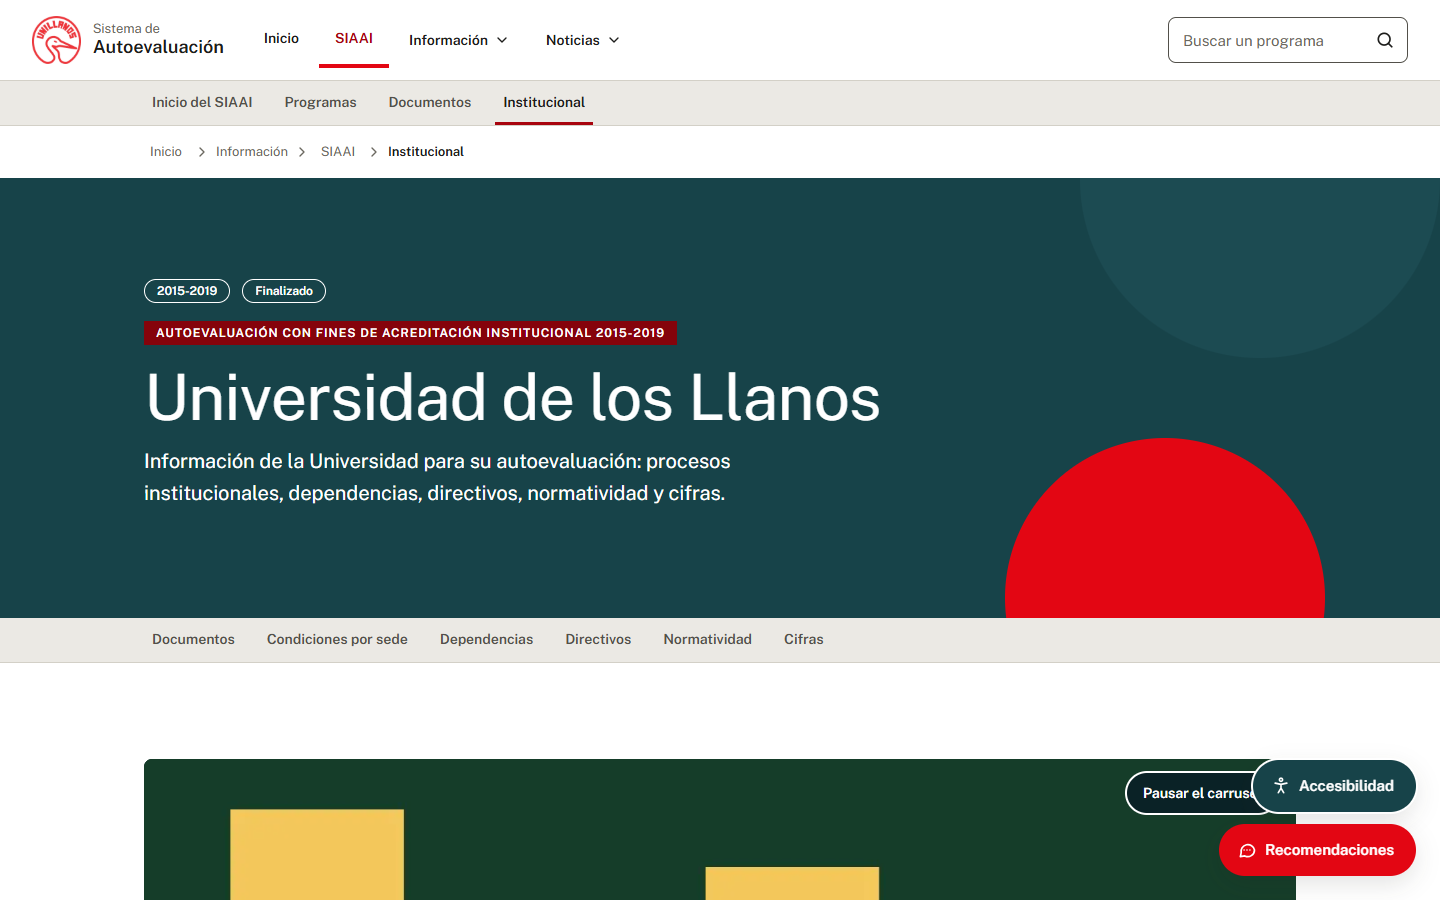 UNILLANOS
Sistema de
Autoevaluación
Inicio
SIAAI
Información
Noticias
Buscar un programa
Inicio del SIAAI
Programas
Documentos
Institucional
Inicio
Información
SIAAI
Institucional
2015-2019
Finalizado
AUTOEVALUACIÓN CON FINES DE ACREDITACIÓN INSTITUCIONAL 2015-2019
Universidad de los Llanos
Información de la Universidad para su autoevaluación: procesos
institucionales, dependencias, directivos, normatividad y cifras.
Documentos
Condiciones por sede
Dependencias
Directivos
Normatividad
Cifras
Pausar el
Accesibilidad
Recomendaciones